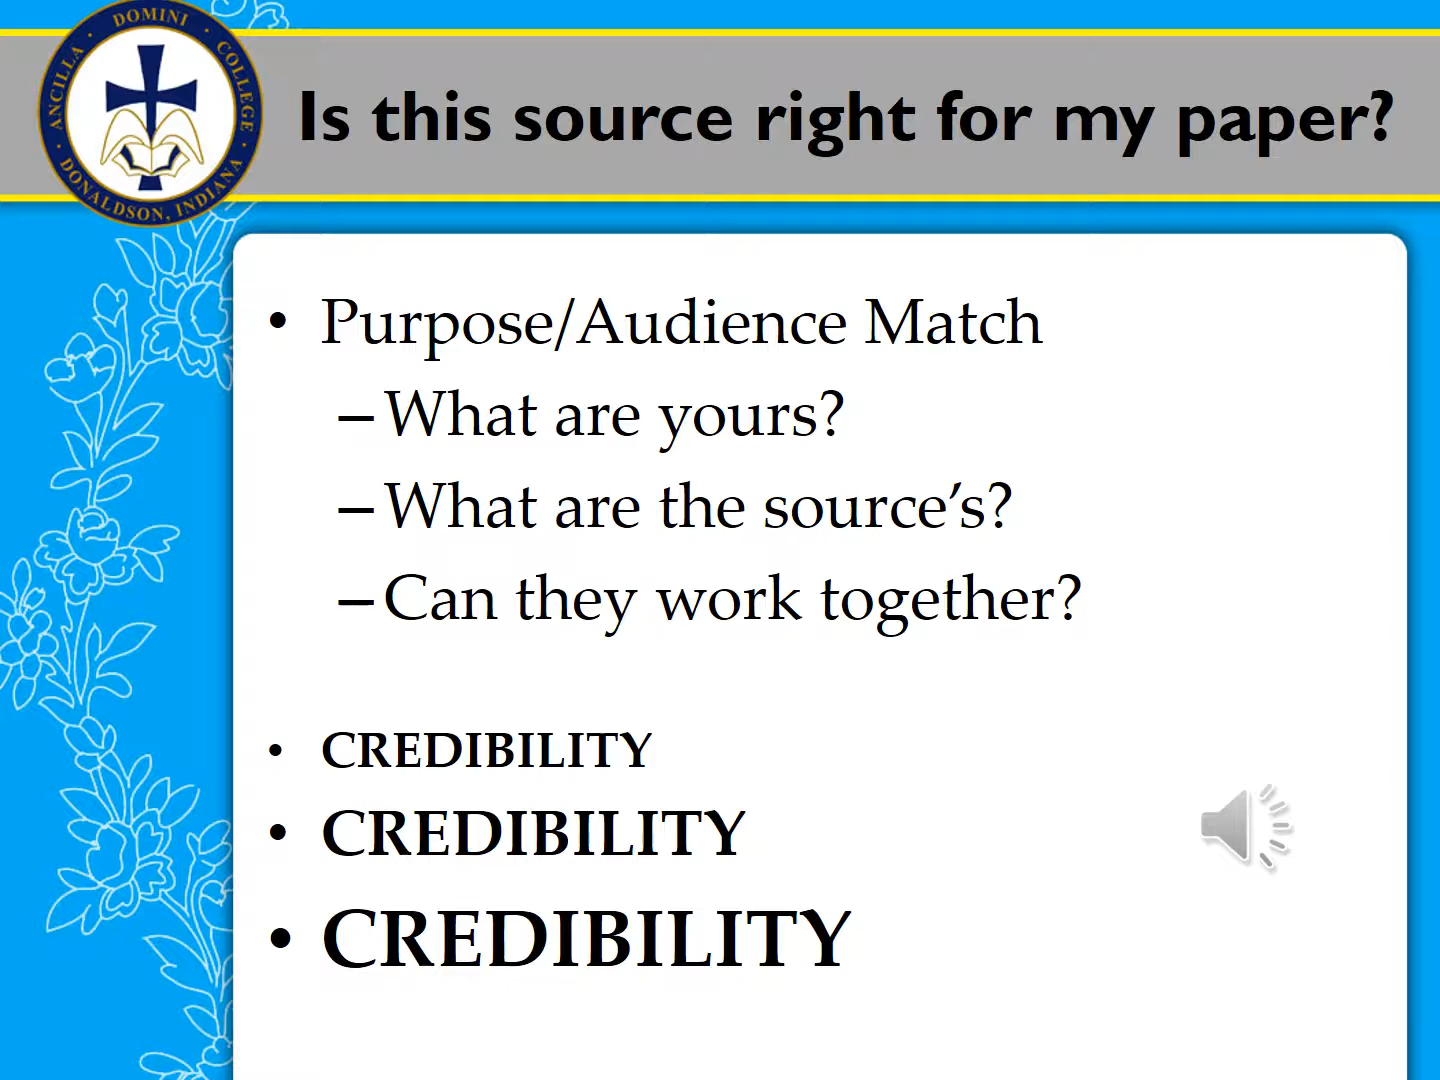 ANCILLA · DOMINI · COLLEGE ·
· DONALDSON, INDIANA ·
Is this source right for my paper?
• Purpose/Audience Match
–What are yours?
–What are the source’s?
–Can they work together?
• CREDIBILITY
• CREDIBILITY
• CREDIBILITY